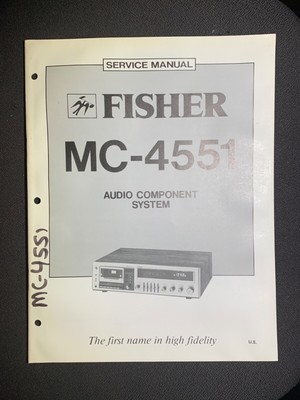 SERVICE MANUAL
FISHER
MC-4551
AUDIO COMPONENT
SYSTEM
MC-4551
The first name in high fidelity